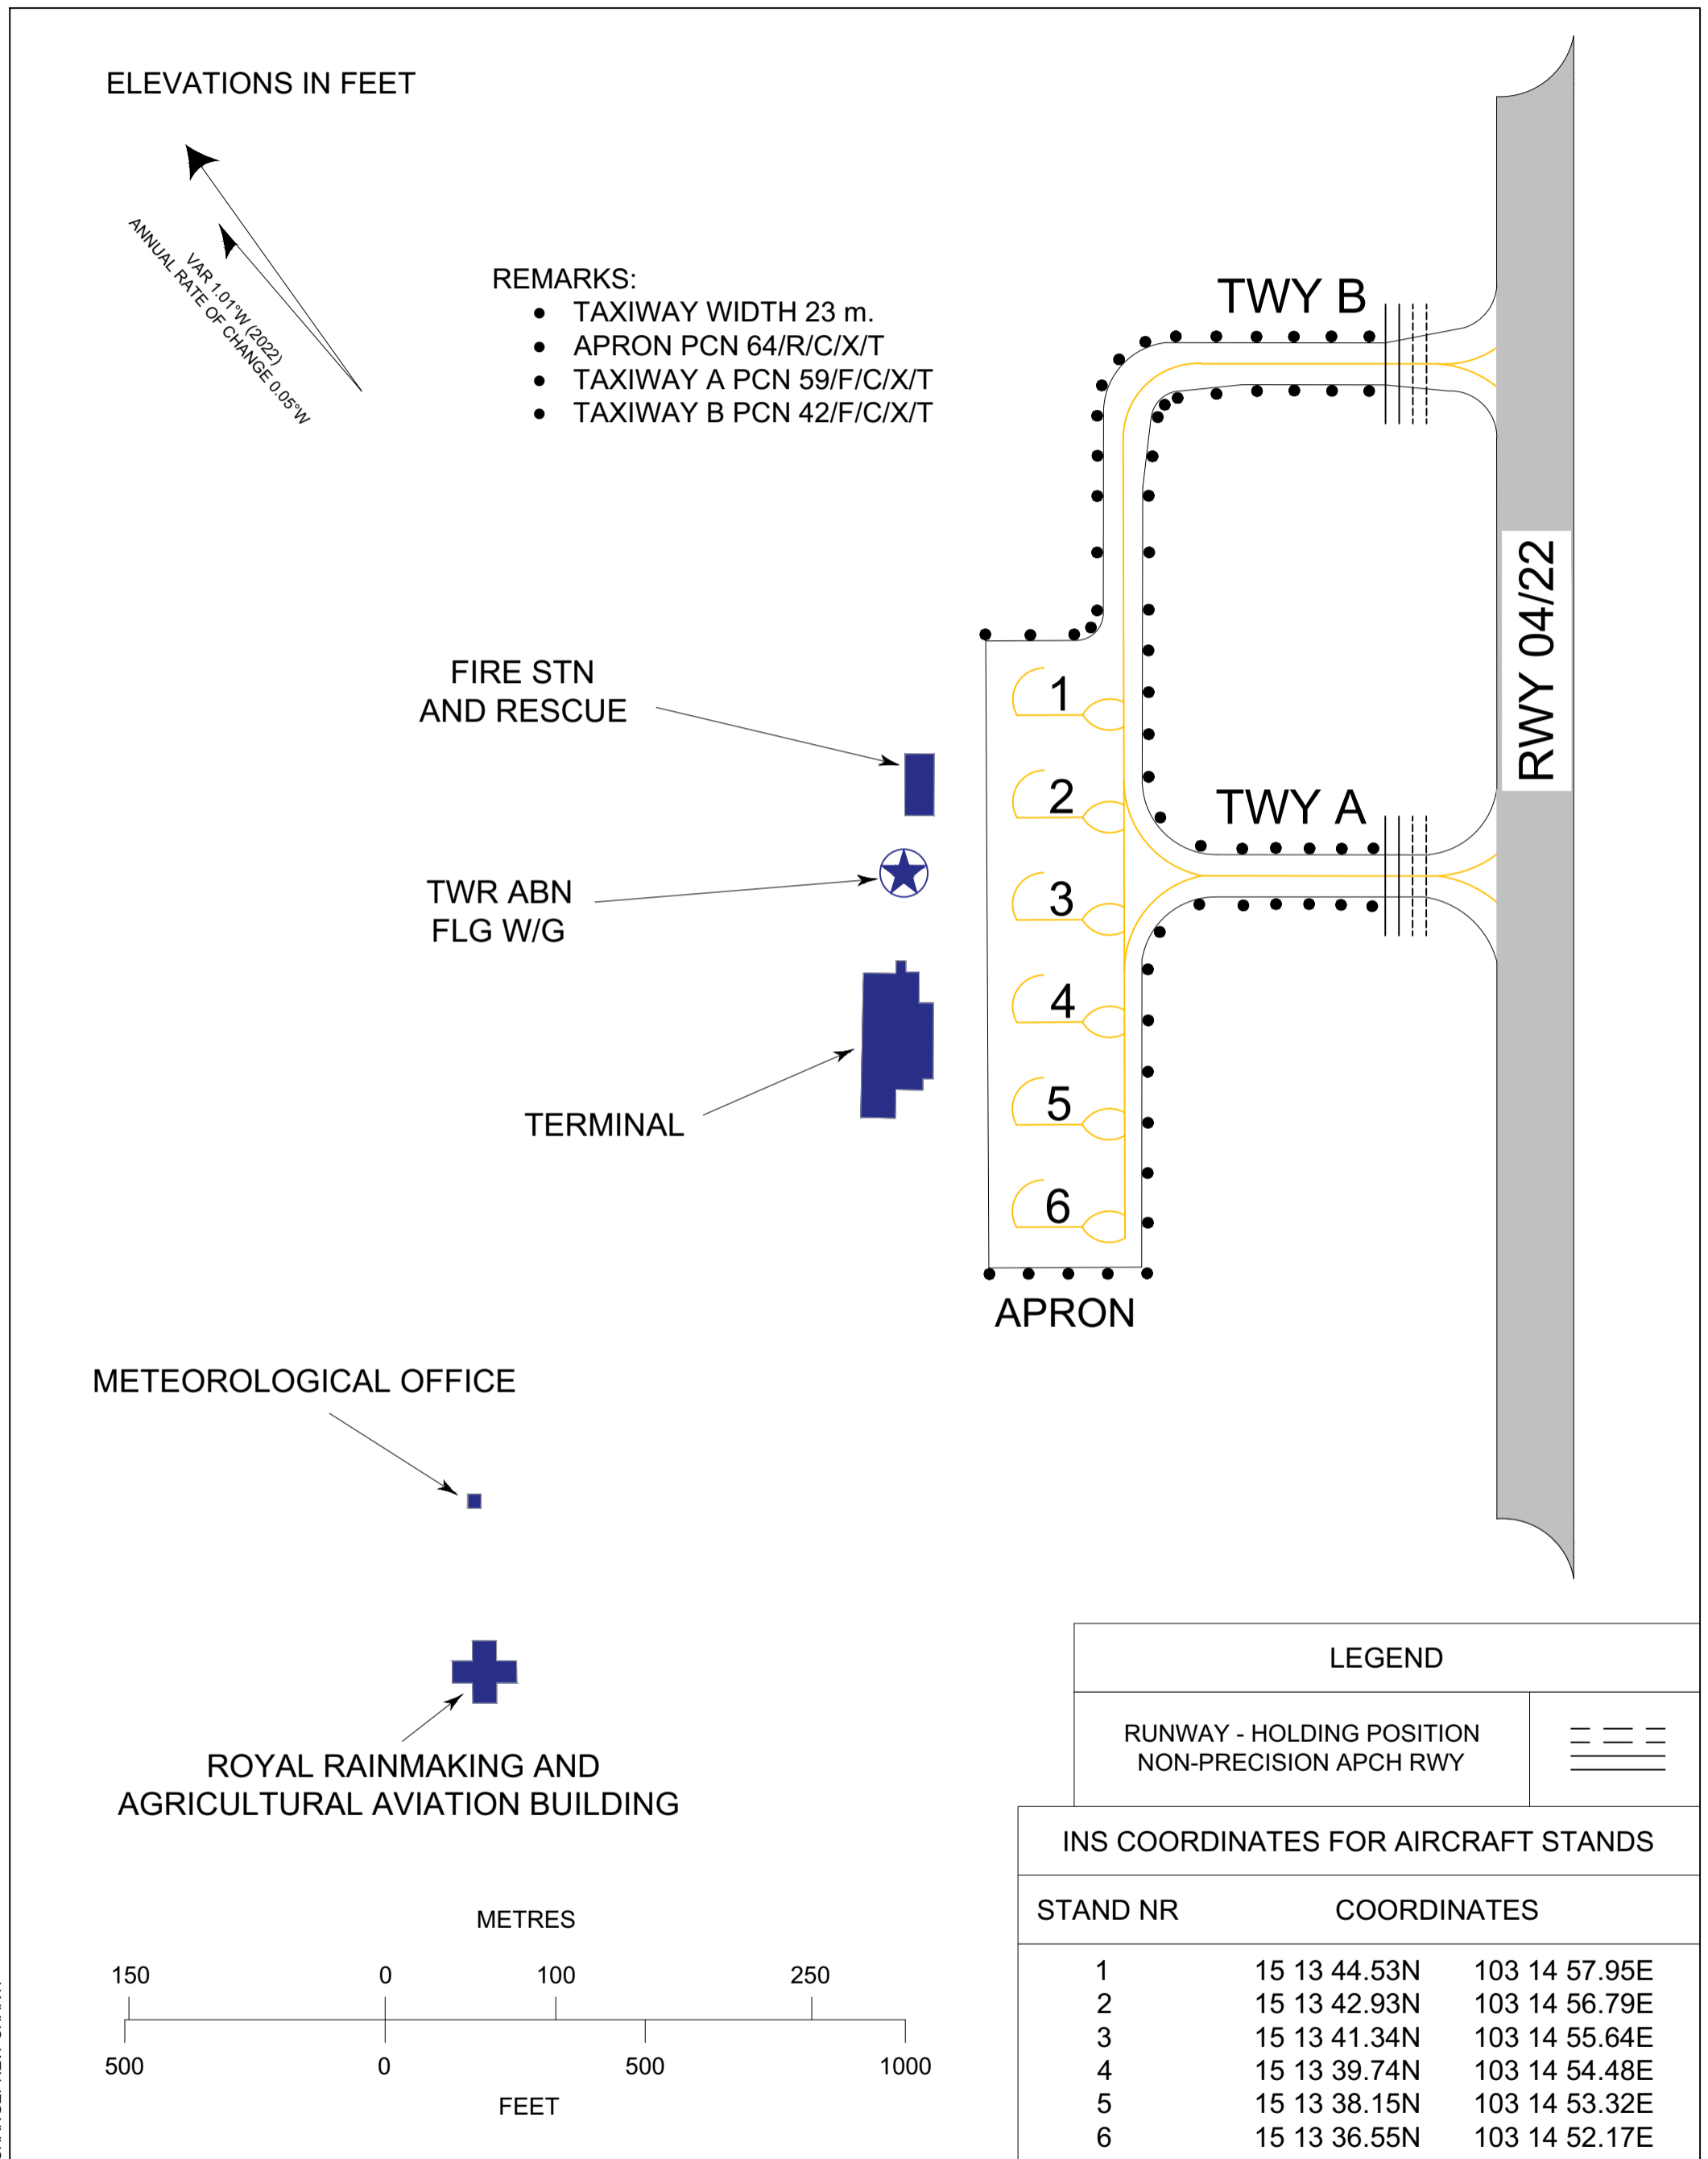 ELEVATIONS IN FEET
VAR 1.01°W (2022)
ANNUAL RATE OF CHANGE 0.05°W
REMARKS:
• TAXIWAY WIDTH 23 m.
• APRON PCN 64/R/C/X/T
• TAXIWAY A PCN 59/F/C/X/T
• TAXIWAY B PCN 42/F/C/X/T
TWY B
RWY 04/22
FIRE STN
AND RESCUE
1
2
TWY A
TWR ABN
FLG W/G
3
4
TERMINAL
5
6
APRON
METEOROLOGICAL OFFICE
ROYAL RAINMAKING AND
AGRICULTURAL AVIATION BUILDING
LEGEND
RUNWAY - HOLDING POSITION
NON-PRECISION APCH RWY
INS COORDINATES FOR AIRCRAFT STANDS
STAND NR COORDINATES
1 15 13 44.53N 103 14 57.95E
2 15 13 42.93N 103 14 56.79E
3 15 13 41.34N 103 14 55.64E
4 15 13 39.74N 103 14 54.48E
5 15 13 38.15N 103 14 53.32E
6 15 13 36.55N 103 14 52.17E
METRES
150 0 100 250
500 0 500 1000
FEET